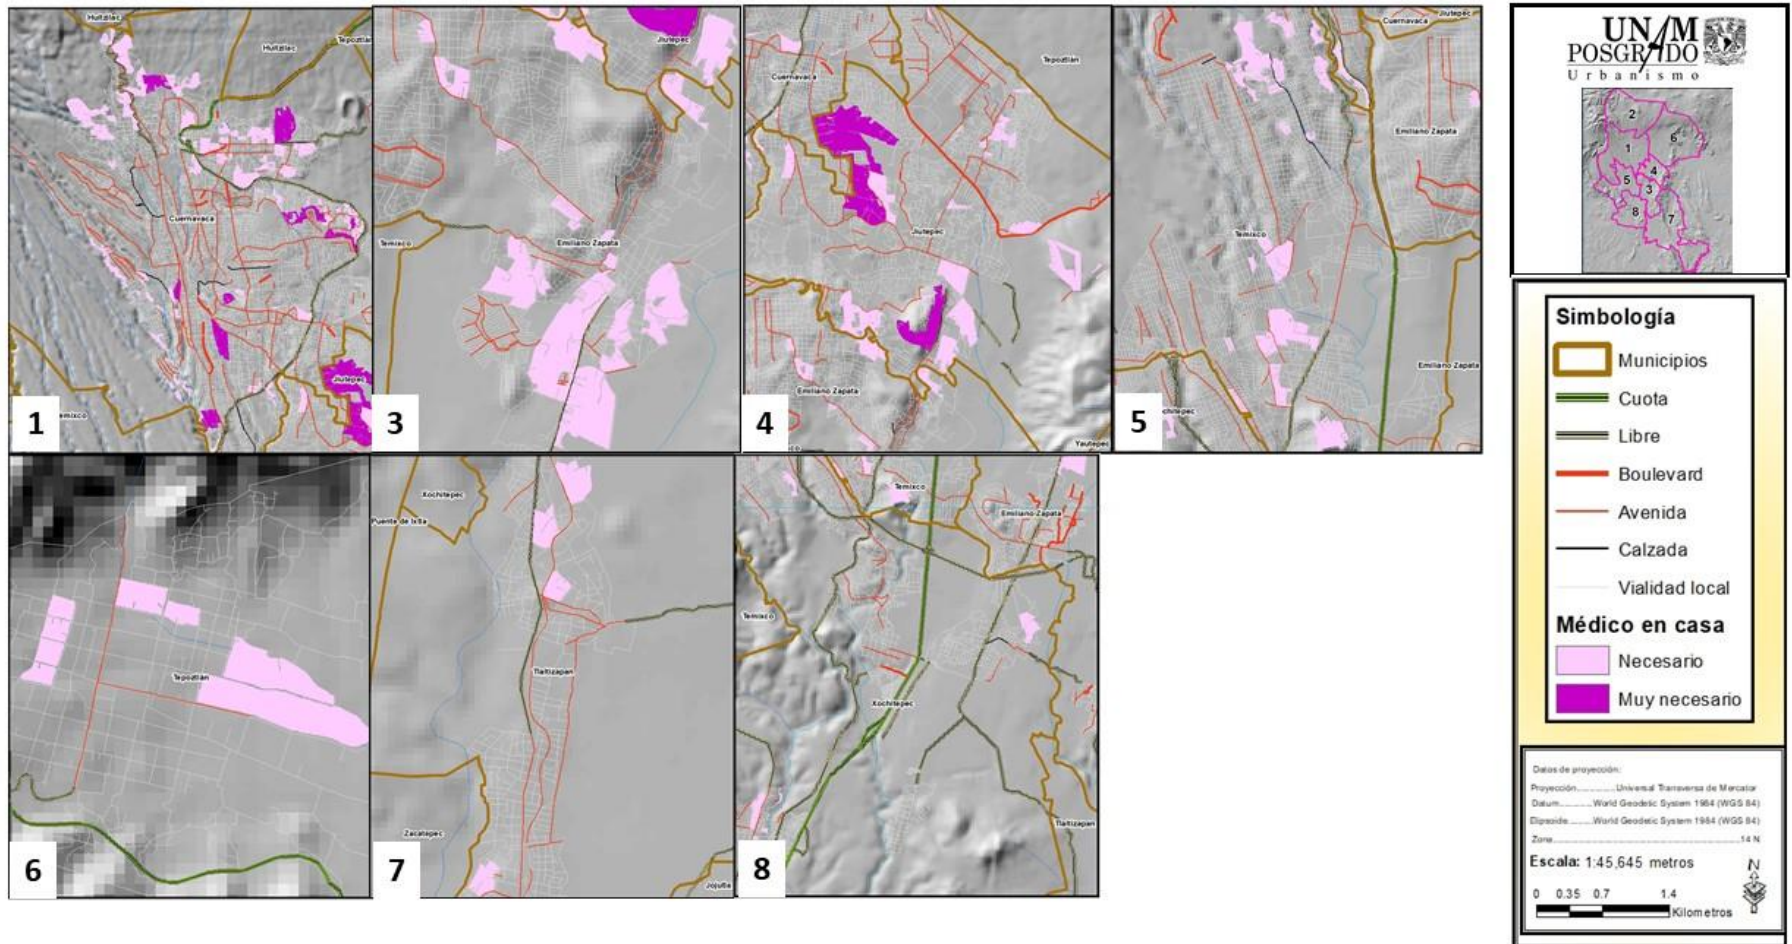 Huitzilac
Huitzilac
Tepoztlán
Cuernavaca
Jiutepec
Temixco
1
Jiutepec
Temixco
Emiliano Zapata
3
Tepoztlán
Cuernavaca
Jiutepec
Emiliano Zapata
Yautepec
4
Jiutepec
Cuernavaca
Emiliano Zapata
Temixco
Emiliano Zapata
5
Tepoztlán
6
Xochitepec
Puente de Ixtla
Tlaltizapan
Zacatepec
Jojutla
7
Temixco
Emiliano Zapata
Temixco
Xochitepec
Tlaltizapan
8
UNAM
POSGRADO
Urbanismo
2
6
1
4
5
3
8
7
Simbología
Municipios
Cuota
Libre
Boulevard
Avenida
Calzada
Vialidad local
Médico en casa
Necesario
Muy necesario
Datos de proyección:
Proyección.........Universal Transversa de Mercator
Datum.........World Geodetic System 1984 (WGS 84)
Elipsoide.......World Geodetic System 1984 (WGS 84)
Zona.......14 N
Escala: 1:45,645 metros
N
0 0.35 0.7 1.4
Kilometros